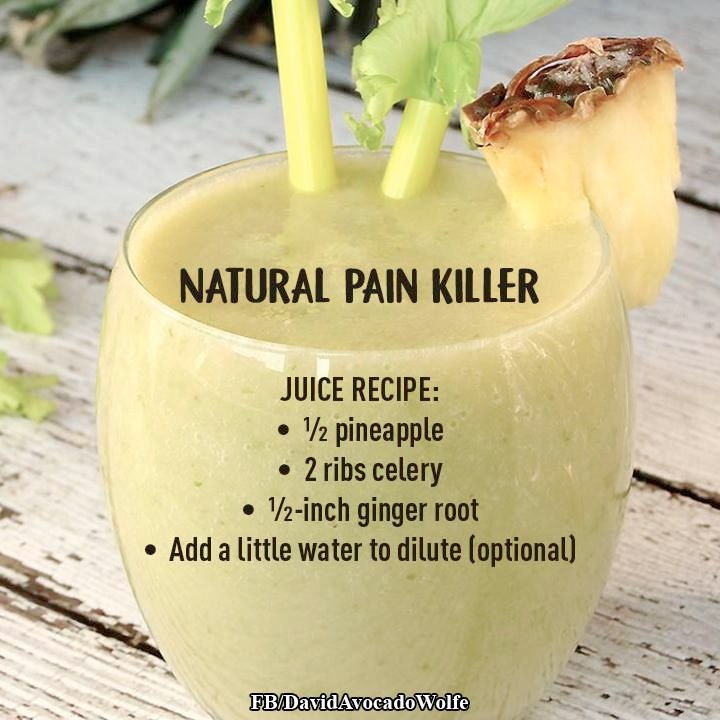 NATURAL PAIN KILLER
JUICE RECIPE:
• ½ pineapple
• 2 ribs celery
• ½-inch ginger root
• Add a little water to dilute (optional)
FB/DavidAvocadoWolfe